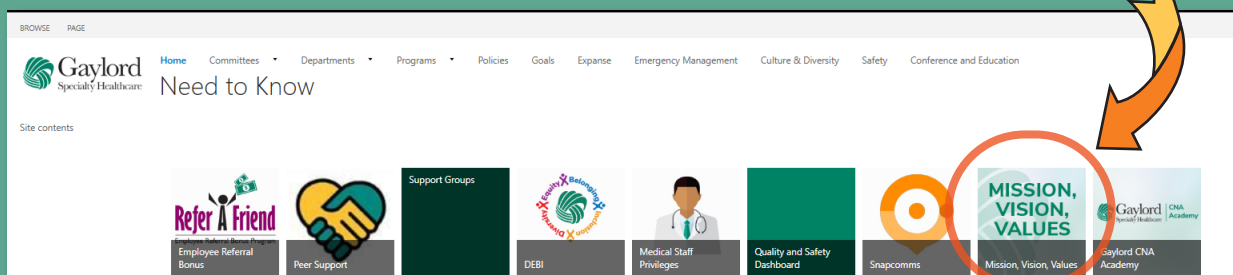 BROWSE PAGE
Gaylord
Specialty Healthcare
Home Committees Departments Programs Policies Goals Expanse Emergency Management Culture & Diversity Safety Conference and Education
Need to Know
Site contents
Refer A Friend
Employee Referral Bonus Program
Employee Referral
Bonus
Peer Support
Support Groups
Diversity Equity Belonging Inclusion
DEBI
Medical Staff
Privileges
Quality and Safety
Dashboard
Snapcomms
MISSION,
VISION,
VALUES
Mission, Vision, Values
Gaylord
Specialty Healthcare
CNA
Academy
Gaylord CNA
Academy